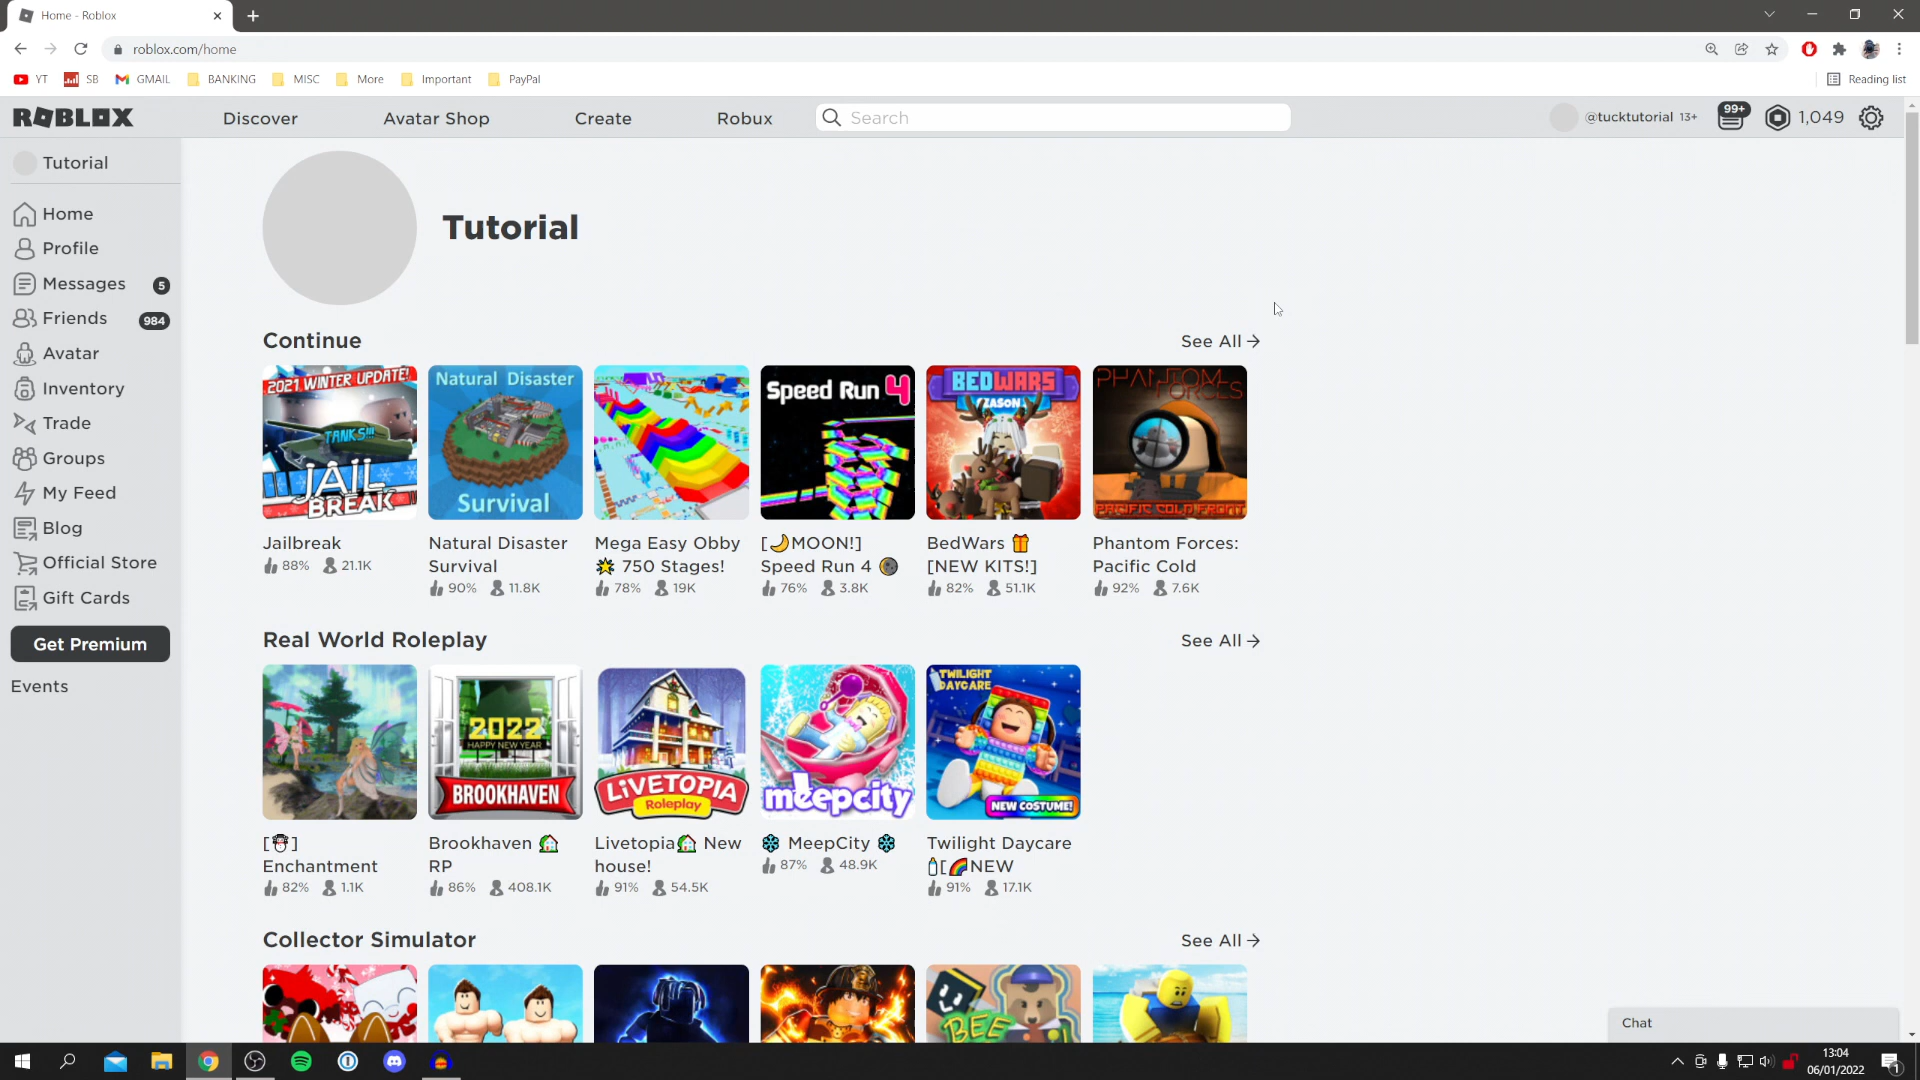 Home - Roblox
roblox.com/home
YT SB GMAIL BANKING MISC More Important PayPal Reading list
ROBLOX Discover Avatar Shop Create Robux Search @tucktutorial 13+ 99+ 1,049
Tutorial
Home
Profile
Messages 5
Friends 984
Avatar
Inventory
Trade
Groups
My Feed
Blog
Official Store
Gift Cards
Get Premium
Events
Tutorial
Continue See All →
2021 WINTER UPDATE!
TANKS!!!
JAIL
BREAK
Natural Disaster
Survival
Speed Run 4
BEDWARS
PHANTOM
FORCES
PACIFIC COLD FRONT
Jailbreak
88% 21.1K
Natural Disaster
Survival
90% 11.8K
Mega Easy Obby
🌟 750 Stages!
78% 19K
[🌙MOON!]
Speed Run 4 🌘
76% 3.8K
BedWars 🎁
[NEW KITS!]
82% 51.1K
Phantom Forces:
Pacific Cold
92% 7.6K
Real World Roleplay See All →
2022
HAPPY NEW YEAR
BROOKHAVEN
LIVETOPIA
Roleplay
meepcity
TWILIGHT
DAYCARE
NEW COSTUME!
[☃️]
Enchantment
82% 1.1K
Brookhaven 🏡
RP
86% 408.1K
Livetopia🏡 New
house!
91% 54.5K
❄️ MeepCity ❄️
87% 48.9K
Twilight Daycare
🍼[🌈NEW
91% 17.1K
Collector Simulator See All →
BEE
Chat
13:04
06/01/2022
1